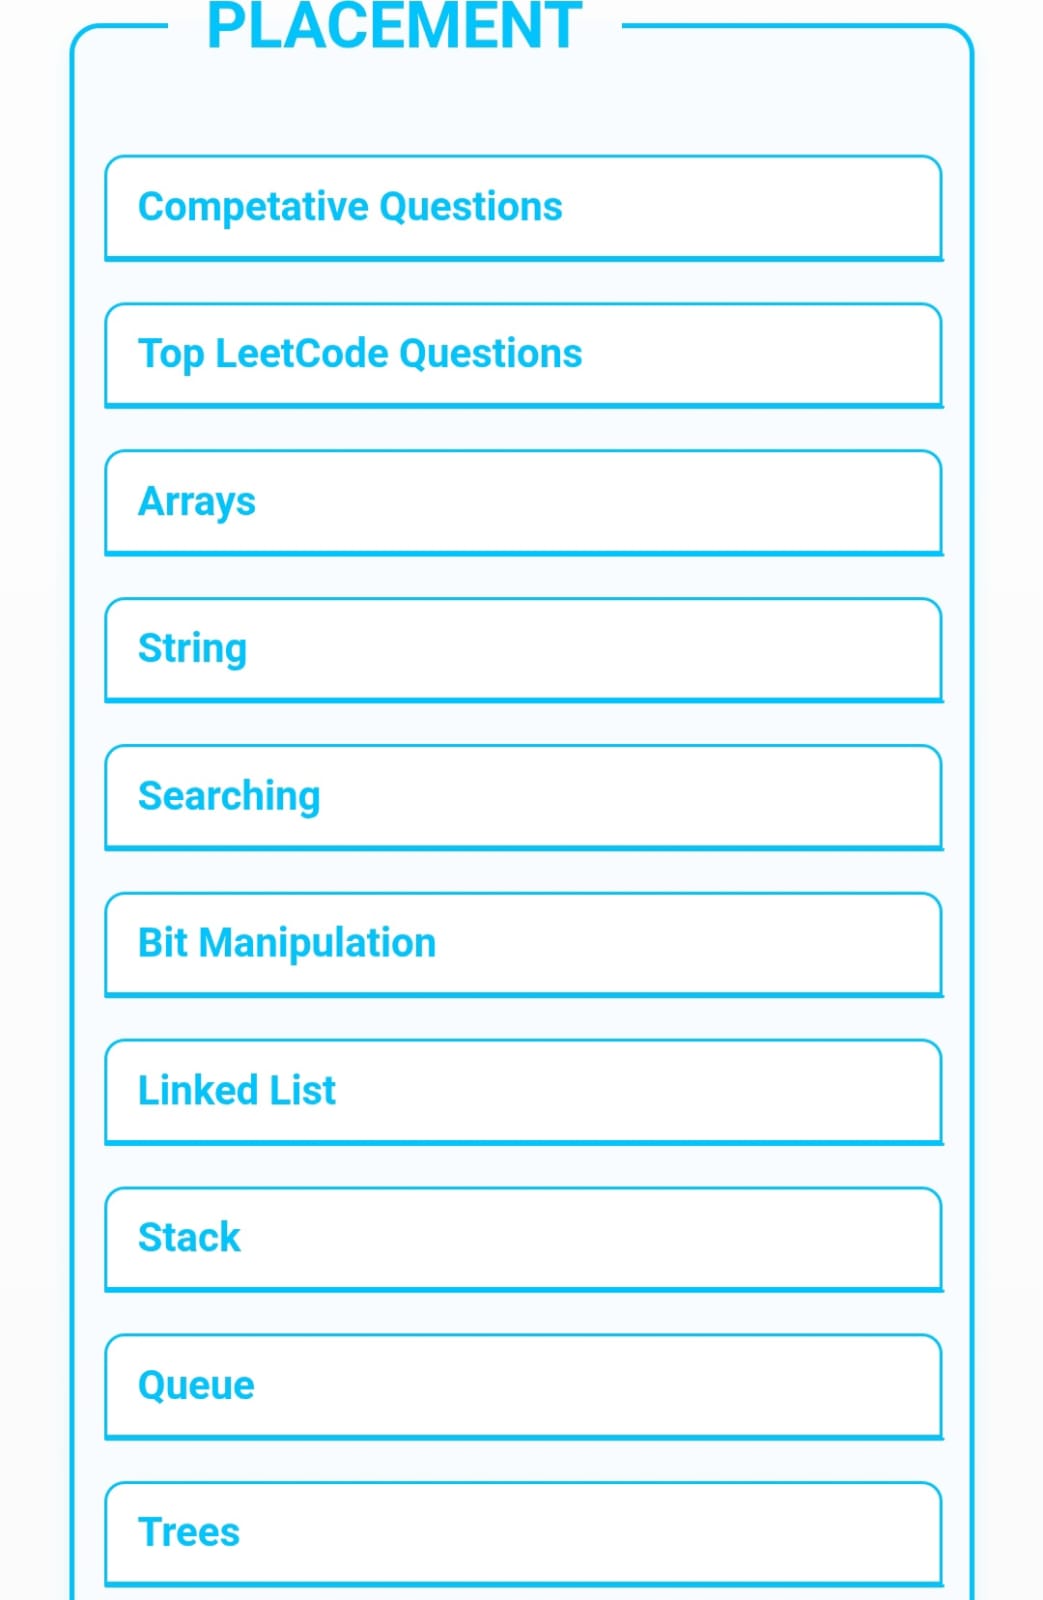 PLACEMENT
Competative Questions
Top LeetCode Questions
Arrays
String
Searching
Bit Manipulation
Linked List
Stack
Queue
Trees